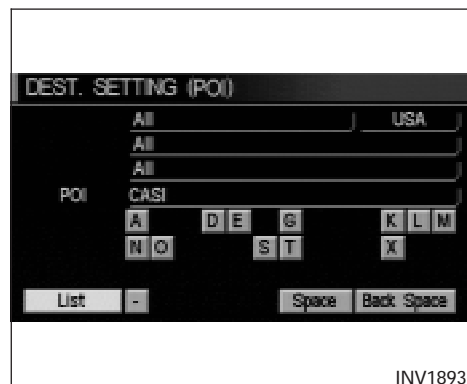 DEST. SETTING (POI)
All USA
All
All
POI CASI
A D E G K L M
N O S T X
List - Space Back Space
INV1893